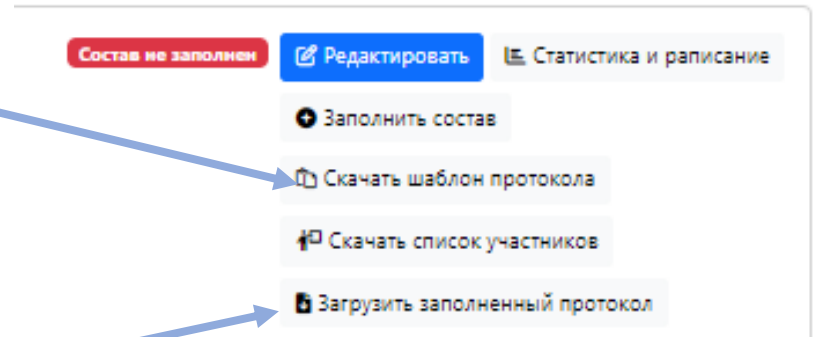 Состав не заполнен Редактировать Статистика и раписание
Заполнить состав
Скачать шаблон протокола
Скачать список участников
Загрузить заполненный протокол